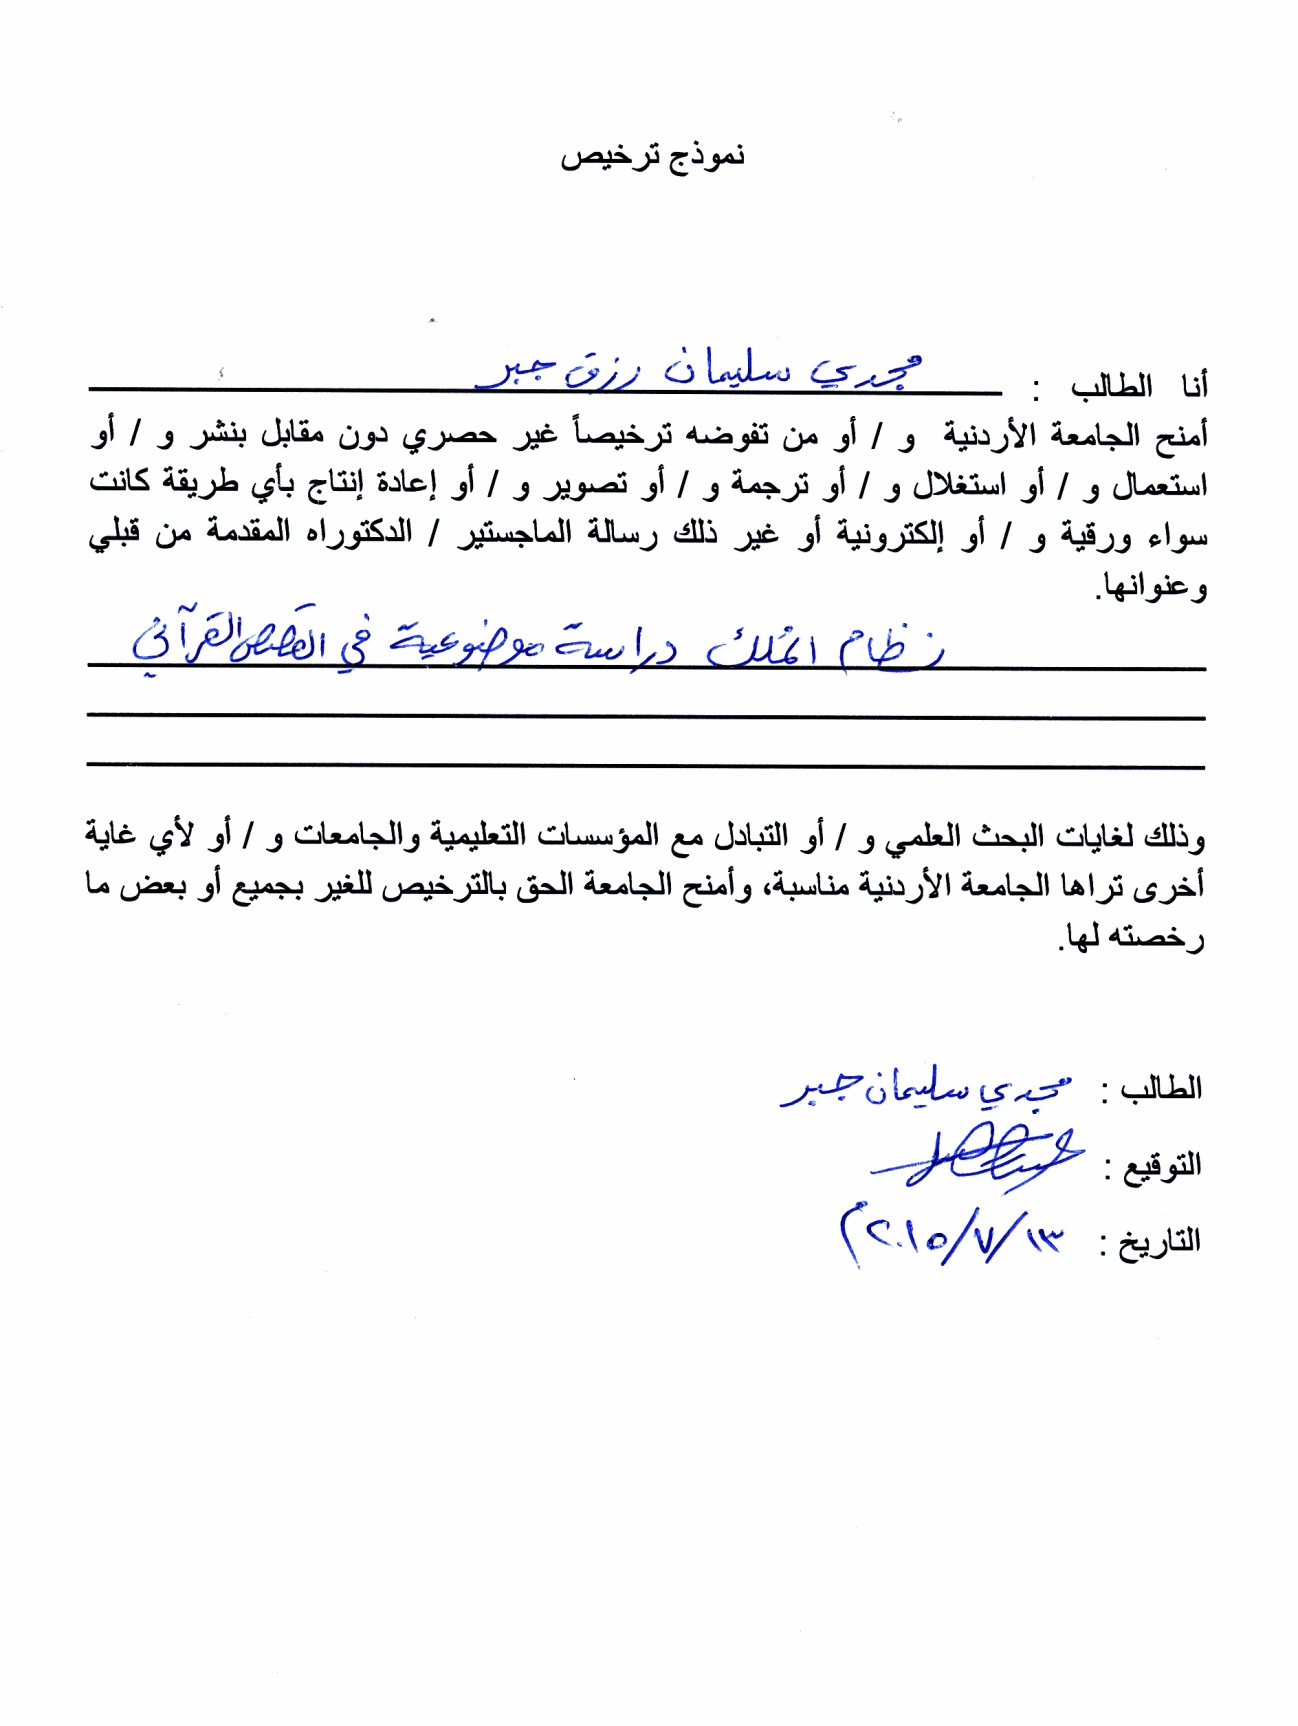 نموذج ترخيص
أنا الطالب : مجدي سليمان رزق جبر
أمنح الجامعة الأردنية و / أو من تفوضه ترخيصاً غير حصري دون مقابل بنشر و / أو
استعمال و / أو استغلال و / أو ترجمة و / أو تصوير و / أو إعادة إنتاج بأي طريقة كانت
سواء ورقية و / أو إلكترونية أو غير ذلك رسالة الماجستير / الدكتوراه المقدمة من قبلي
وعنوانها.
نظام المُلك دراسة موضوعية في القَصص القرآني
وذلك لغايات البحث العلمي و / أو التبادل مع المؤسسات التعليمية والجامعات و / أو لأي غاية
أخرى تراها الجامعة الأردنية مناسبة، وأمنح الجامعة الحق بالترخيص للغير بجميع أو بعض ما
رخصته لها.
الطالب : مجدي سليمان جبر
التوقيع :
التاريخ : ١٣/٧/٢٠١٥م